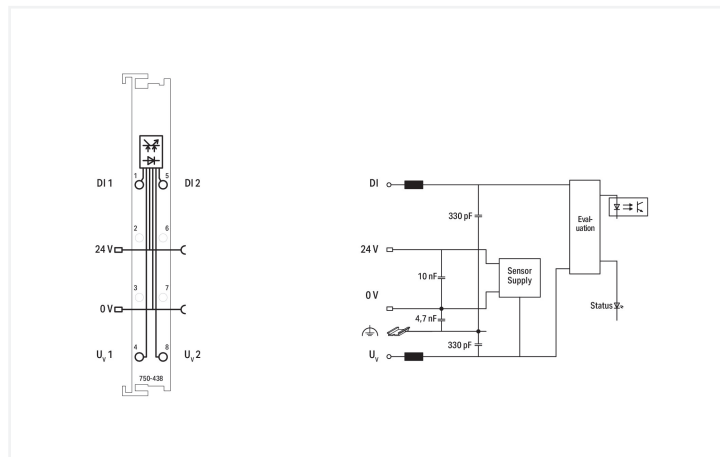 1 5
DI 1 DI 2
2 6
24 V
3 7
0 V
4 8
UV 1 UV 2
750-438
DI
330 pF
Eval-
uation
24 V
10 nF
Sensor
Supply
0 V
4,7 nF
Status
330 pF
UV